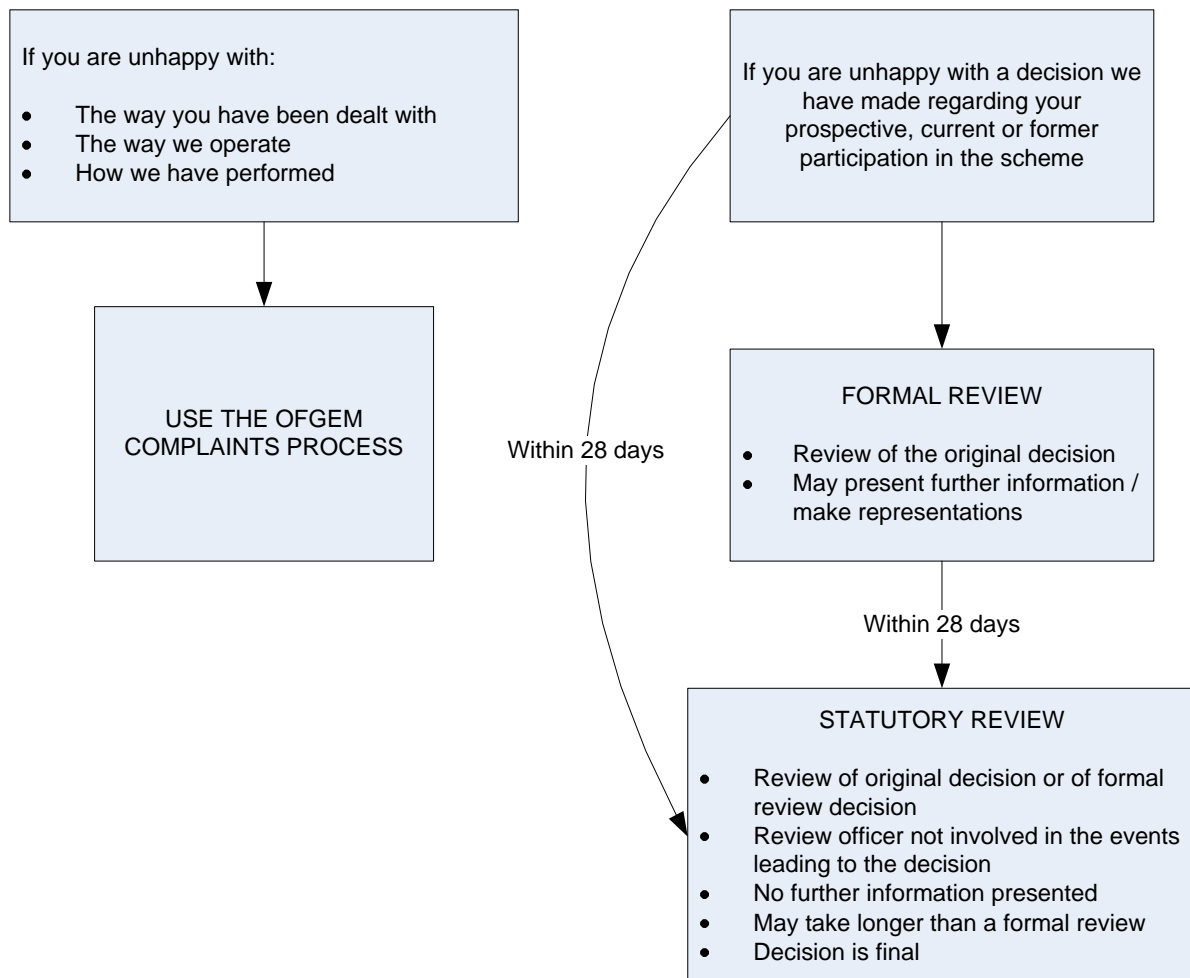 If you are unhappy with:
• The way you have been dealt with
• The way we operate
• How we have performed
USE THE OFGEM
COMPLAINTS PROCESS
If you are unhappy with a decision we
have made regarding your
prospective, current or former
participation in the scheme
Within 28 days
FORMAL REVIEW
• Review of the original decision
• May present further information /
make representations
Within 28 days
STATUTORY REVIEW
• Review of original decision or of formal
review decision
• Review officer not involved in the events
leading to the decision
• No further information presented
• May take longer than a formal review
• Decision is final